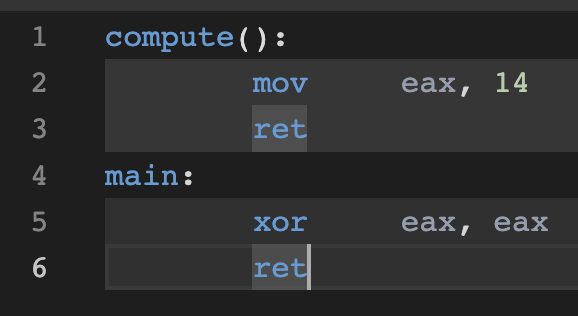 1 compute():
2 mov eax, 14
3 ret
4 main:
5 xor eax, eax
6 ret